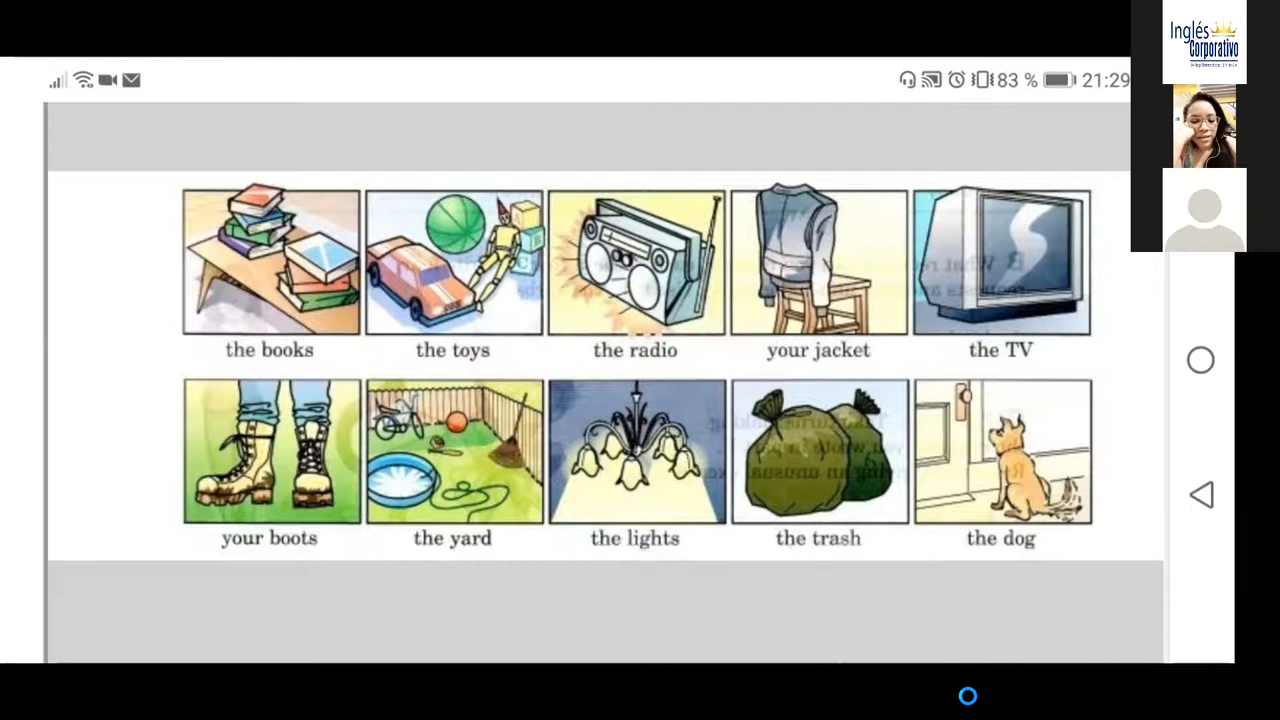 83 % 21:29
Inglés
Corporativo
the books the toys the radio your jacket the TV
your boots the yard the lights the trash the dog